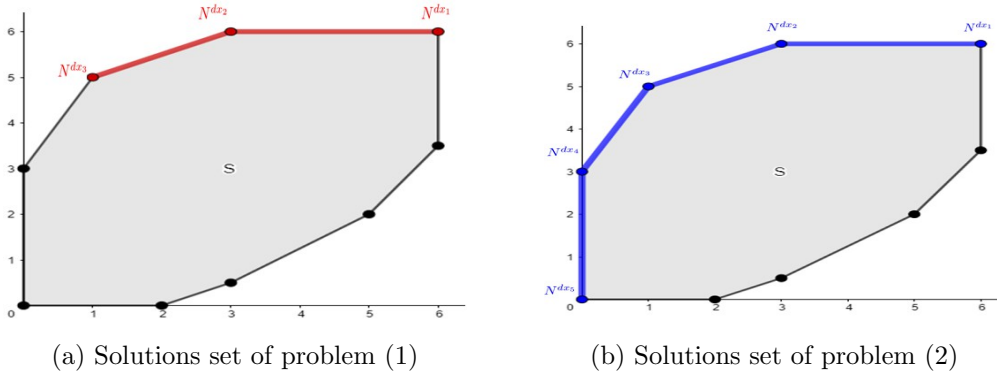 N^{dx_2} N^{dx_1}
6
N^{dx_3}
5
4
3
S
2
1
0 1 2 3 4 5 6
(a) Solutions set of problem (1)
N^{dx_2} N^{dx_1}
6
N^{dx_3}
5
4
N^{dx_4}
3
S
2
1
N^{dx_5}
0 1 2 3 4 5 6
(b) Solutions set of problem (2)